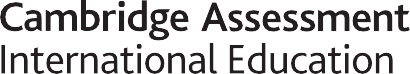 Cambridge Assessment
International Education